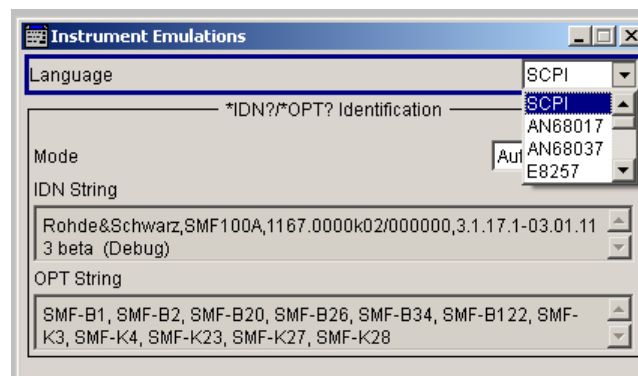 Instrument Emulations
Language
SCPI
SCPI
AN68017
AN68037
E8257
*IDN?/*OPT? Identification
Mode
IDN String
Rohde&Schwarz,SMF100A,1167.0000k02/000000,3.1.17.1-03.01.11
3 beta (Debug)
OPT String
SMF-B1, SMF-B2, SMF-B20, SMF-B26, SMF-B34, SMF-B122, SMF-
K3, SMF-K4, SMF-K23, SMF-K27, SMF-K28